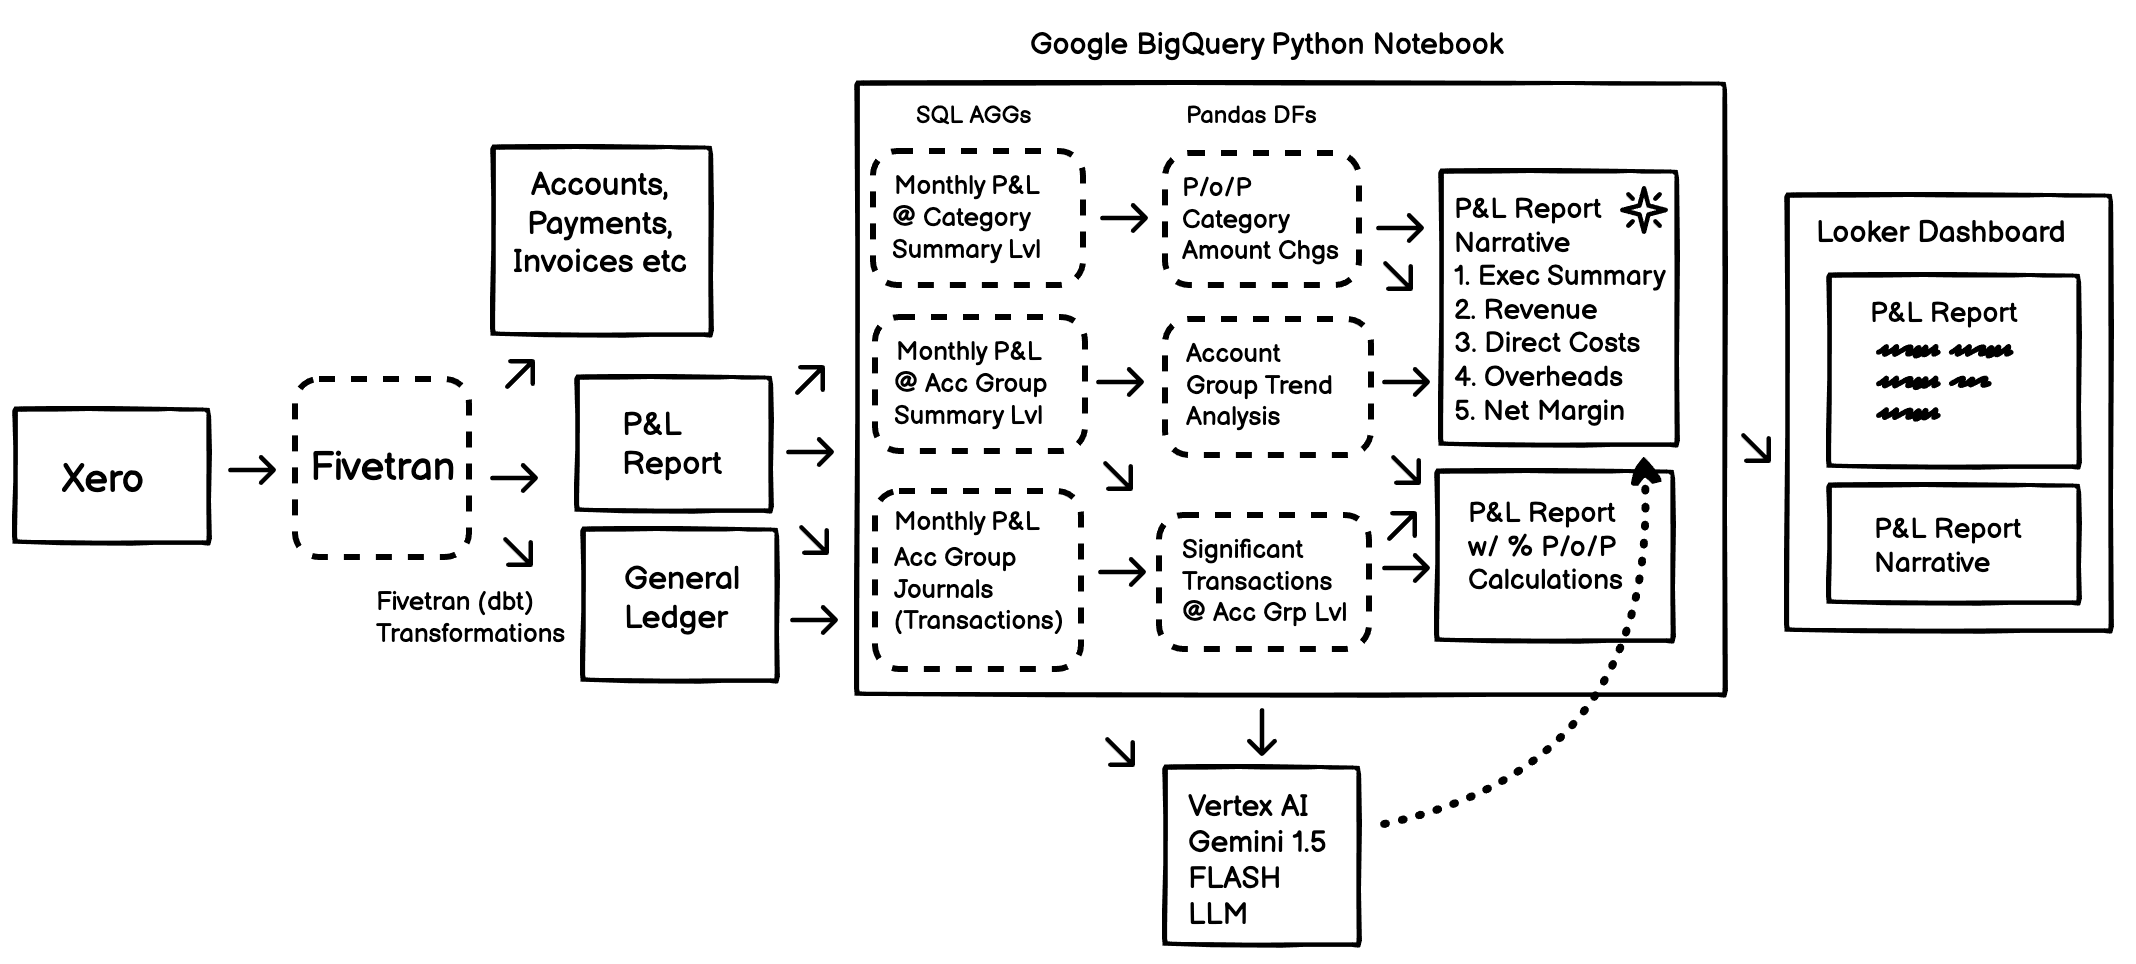 Google BigQuery Python Notebook
Xero
Fivetran
Fivetran (dbt)
Transformations
Accounts,
Payments,
Invoices etc
P&L
Report
General
Ledger
SQL AGGs
Monthly P&L
@ Category
Summary Lvl
Monthly P&L
@ Acc Group
Summary Lvl
Monthly P&L
Acc Group
Journals
(Transactions)
Pandas DFs
P/o/P
Category
Amount Chgs
Account
Group Trend
Analysis
Significant
Transactions
@ Acc Grp Lvl
P&L Report
Narrative
1. Exec Summary
2. Revenue
3. Direct Costs
4. Overheads
5. Net Margin
P&L Report
w/ % P/o/P
Calculations
Vertex AI
Gemini 1.5
FLASH
LLM
Looker Dashboard
P&L Report
P&L Report
Narrative